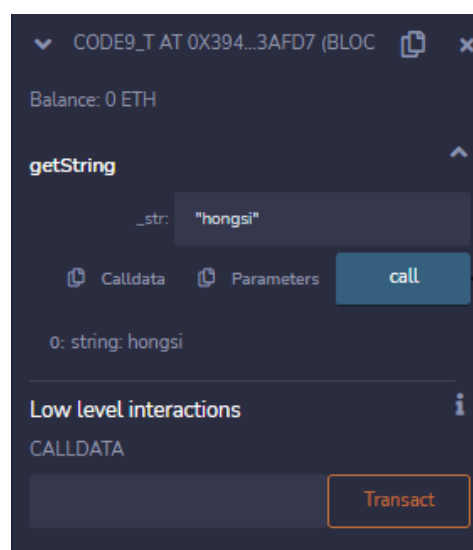 CODE9_T AT 0X394...3AFD7 (BLOC
Balance: 0 ETH
getString
_str: "hongsi"
Calldata Parameters call
0: string: hongsi
Low level interactions i
CALLDATA
Transact